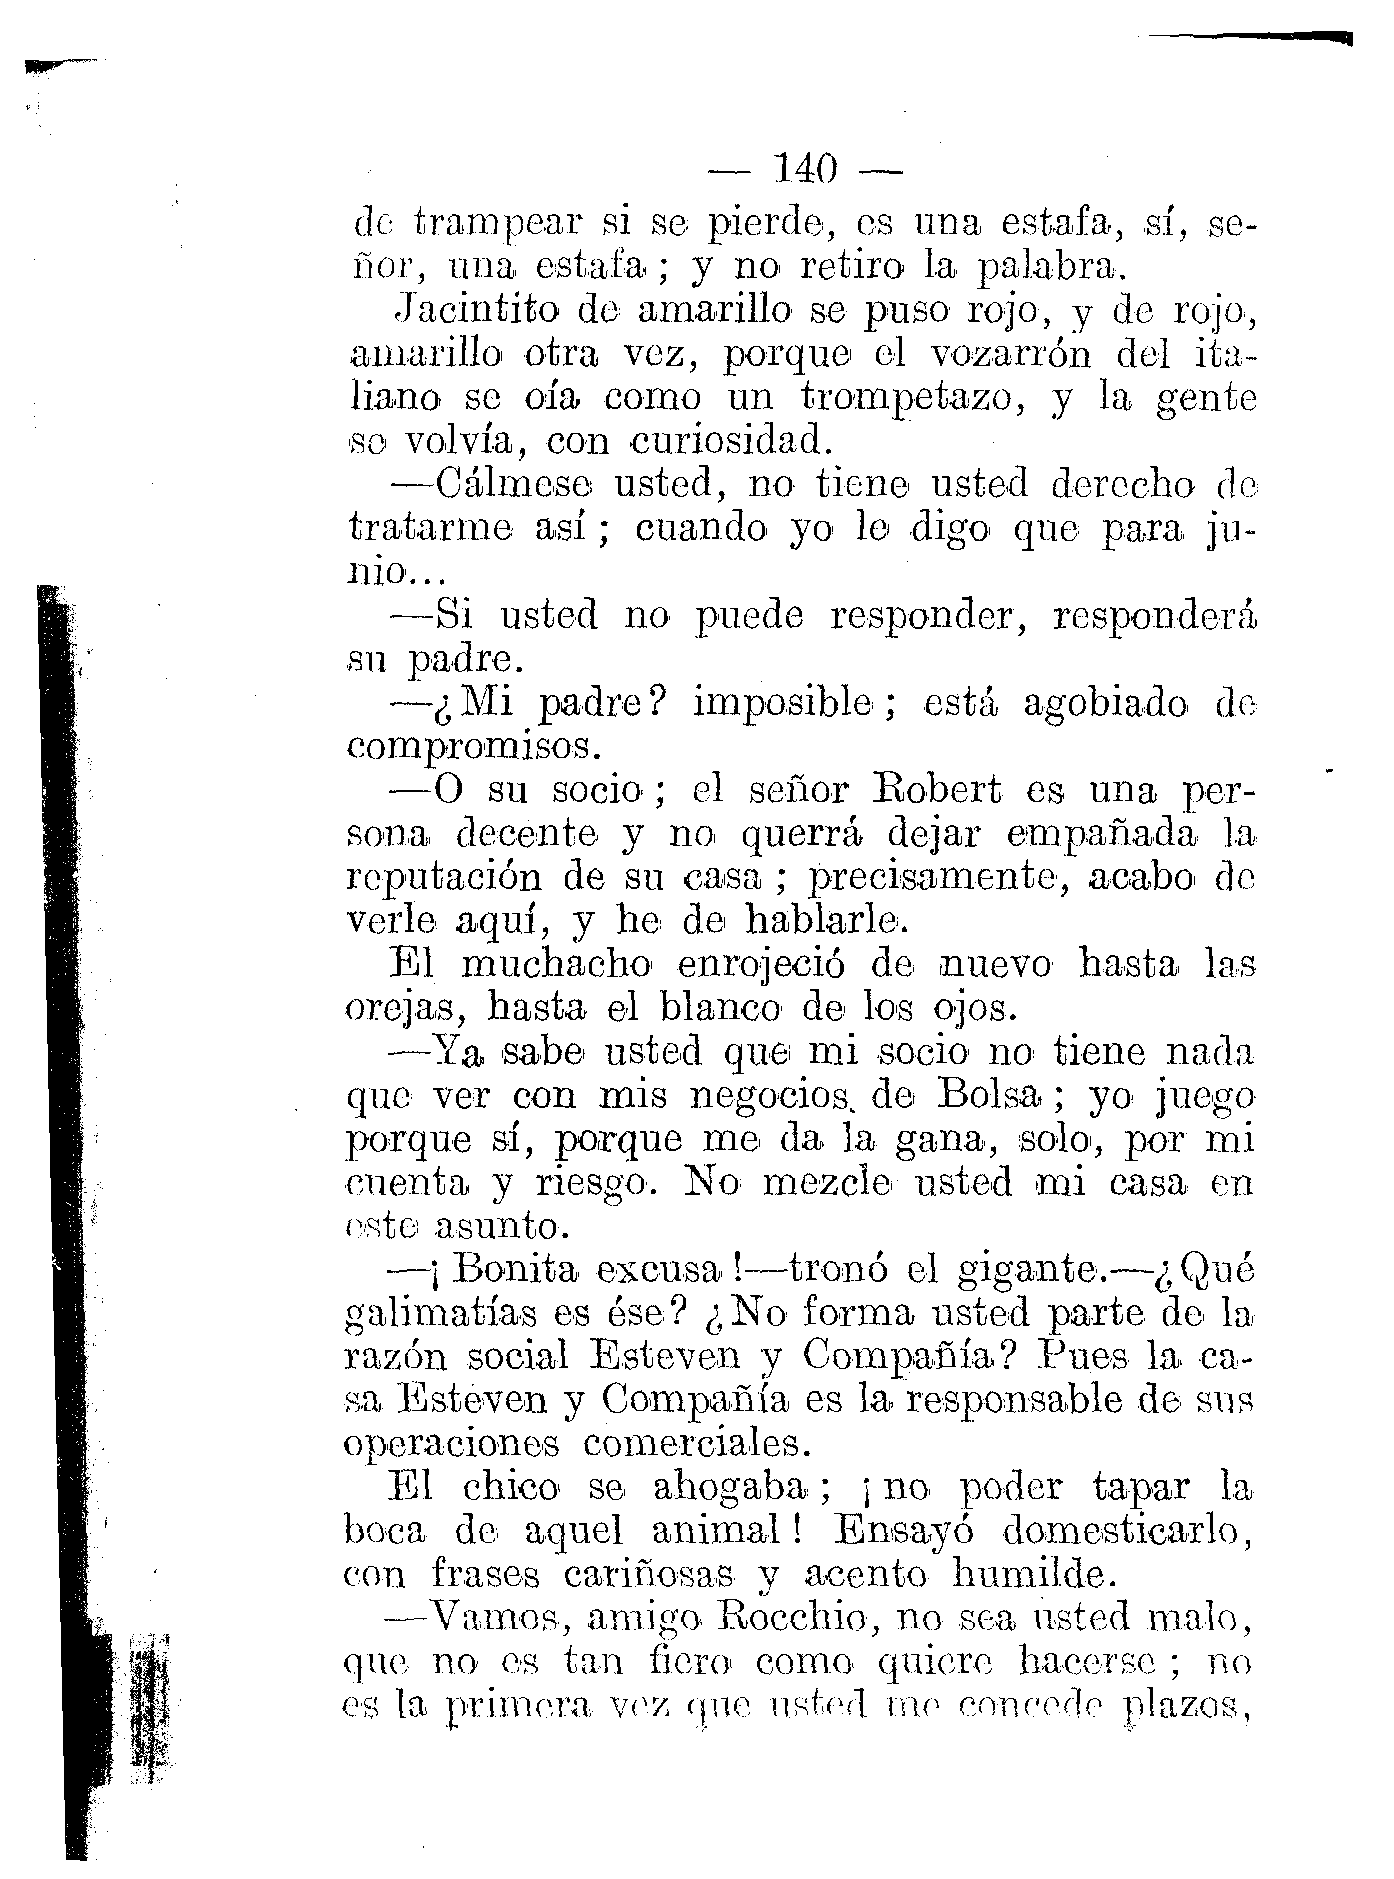 — 140 —
de trampear si se pierde, es una estafa, sí, se-
ñor, una estafa; y no retiro la palabra.
Jacintito de amarillo se puso rojo, y de rojo,
amarillo otra vez, porque el vozarrón del ita-
liano se oía como un trompetazo, y la gente
se volvía, con curiosidad.
—Cálmese usted, no tiene usted derecho de
tratarme así; cuando yo le digo que para ju-
nio...
—Si usted no puede responder, responderá
su padre.
—¿Mi padre? imposible; está agobiado de
compromisos.
—O su socio; el señor Robert es una per-
sona decente y no querrá dejar empañada la
reputación de su casa; precisamente, acabo de
verle aquí, y he de hablarle.
El muchacho enrojeció de nuevo hasta las
orejas, hasta el blanco de los ojos.
—Ya sabe usted que mi socio no tiene nada
que ver con mis negocios de Bolsa; yo juego
porque sí, porque me da la gana, solo, por mi
cuenta y riesgo. No mezcle usted mi casa en
este asunto.
—¡Bonita excusa!—tronó el gigante.—¿Qué
galimatías es ése? ¿No forma usted parte de la
razón social Esteven y Compañía? Pues la ca-
sa Esteven y Compañía es la responsable de sus
operaciones comerciales.
El chico se ahogaba; ¡no poder tapar la
boca de aquel animal! Ensayó domesticarlo,
con frases cariñosas y acento humilde.
—Vamos, amigo Rocchio, no sea usted malo,
que no es tan fiero como quiere hacerse; no
es la primera vez que usted me concede plazos,